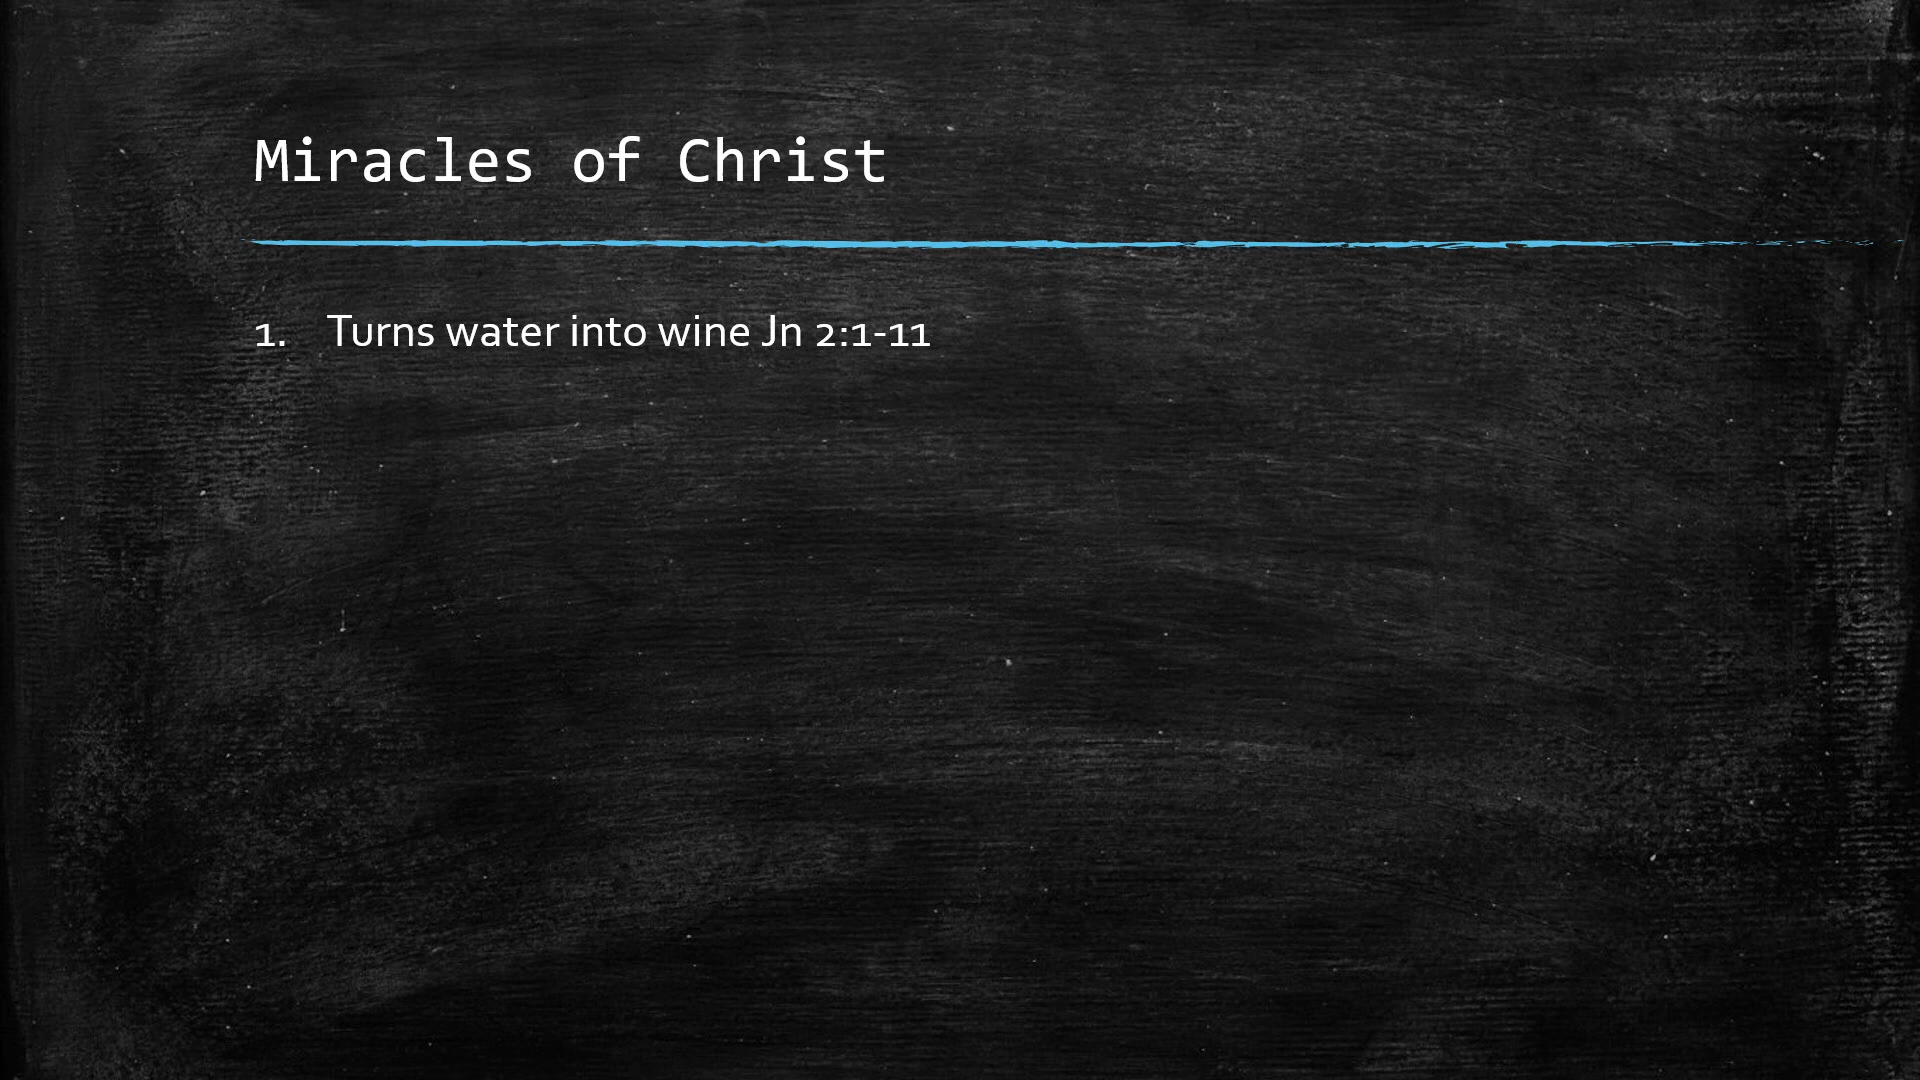 Miracles of Christ
1. Turns water into wine Jn 2:1-11